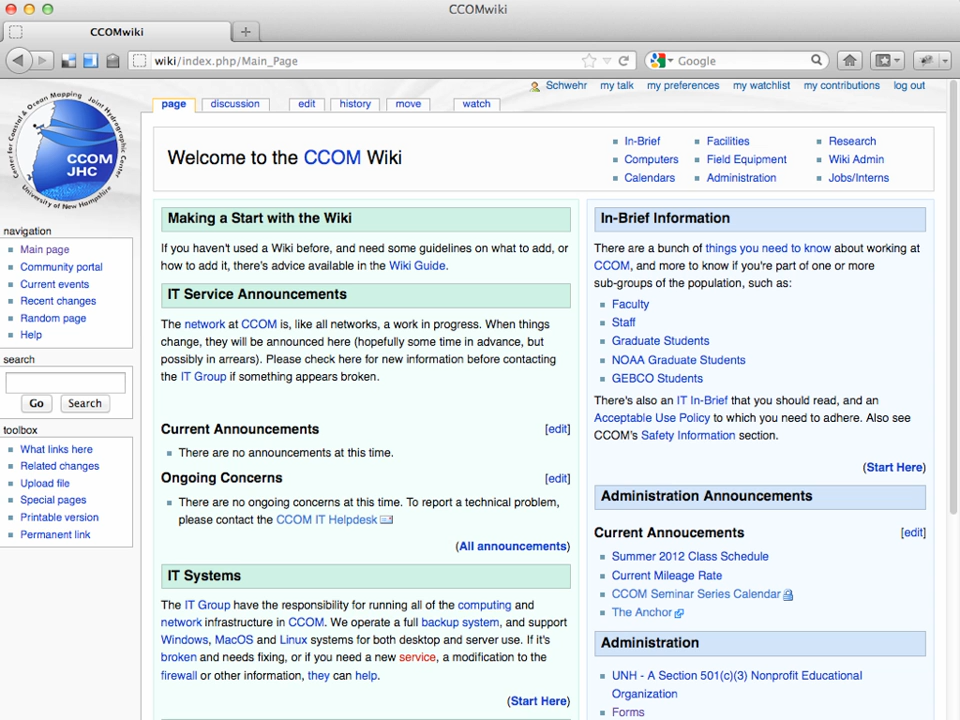 CCOMwiki
CCOMwiki
wiki/index.php/Main_Page
Google
Schwehr my talk my preferences my watchlist my contributions log out
page discussion edit history move watch
Center for Coastal & Ocean Mapping Joint Hydrographic Center
CCOM
JHC
University of New Hampshire
Welcome to the CCOM Wiki
In-Brief Facilities Research
Computers Field Equipment Wiki Admin
Calendars Administration Jobs/Interns
navigation
Main page
Community portal
Current events
Recent changes
Random page
Help
search
Go Search
toolbox
What links here
Related changes
Upload file
Special pages
Printable version
Permanent link
Making a Start with the Wiki
If you haven't used a Wiki before, and need some guidelines on what to add, or
how to add it, there's advice available in the Wiki Guide.
IT Service Announcements
The network at CCOM is, like all networks, a work in progress. When things
change, they will be announced here (hopefully some time in advance, but
possibly in arrears). Please check here for new information before contacting
the IT Group if something appears broken.
Current Announcements [edit]
There are no announcements at this time.
Ongoing Concerns [edit]
There are no ongoing concerns at this time. To report a technical problem,
please contact the CCOM IT Helpdesk
(All announcements)
IT Systems
The IT Group have the responsibility for running all of the computing and
network infrastructure in CCOM. We operate a full backup system, and support
Windows, MacOS and Linux systems for both desktop and server use. If it's
broken and needs fixing, or if you need a new service, a modification to the
firewall or other information, they can help.
(Start Here)
In-Brief Information
There are a bunch of things you need to know about working at
CCOM, and more to know if you're part of one or more
sub-groups of the population, such as:
Faculty
Staff
Graduate Students
NOAA Graduate Students
GEBCO Students
There's also an IT In-Brief that you should read, and an
Acceptable Use Policy to which you need to adhere. Also see
CCOM's Safety Information section.
(Start Here)
Administration Announcements
Current Annoucements [edit]
Summer 2012 Class Schedule
Current Mileage Rate
CCOM Seminar Series Calendar
The Anchor
Administration
UNH - A Section 501(c)(3) Nonprofit Educational
Organization
Forms